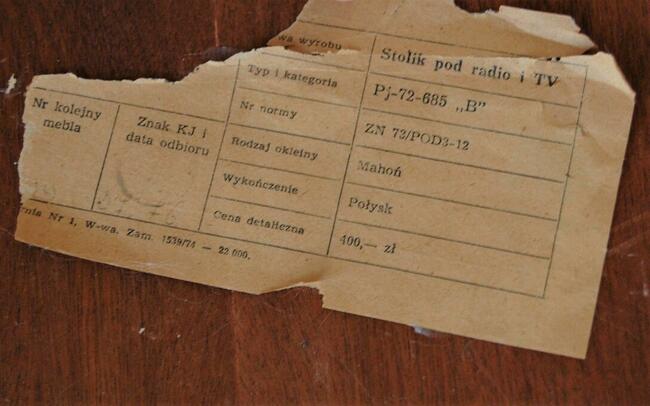 wa wyrobu
Stolik pod radio i TV
Typ i kategoria
Pj-72-685 „B”
Nr normy
ZN 73/POD3-12
Rodzaj okleiny
Mahoń
Wykończenie
Połysk
Cena detaliczna
400,— zł
Nr kolejny
mebla
Znak KJ i
data odbioru
nia Nr 1, W-wa. Zam. 1539/74 — 22 000.